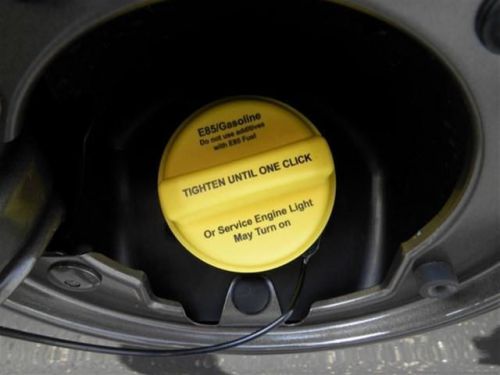 E85/Gasoline
Do not use additives
with E85 Fuel
TIGHTEN UNTIL ONE CLICK
Or Service Engine Light
May Turn on